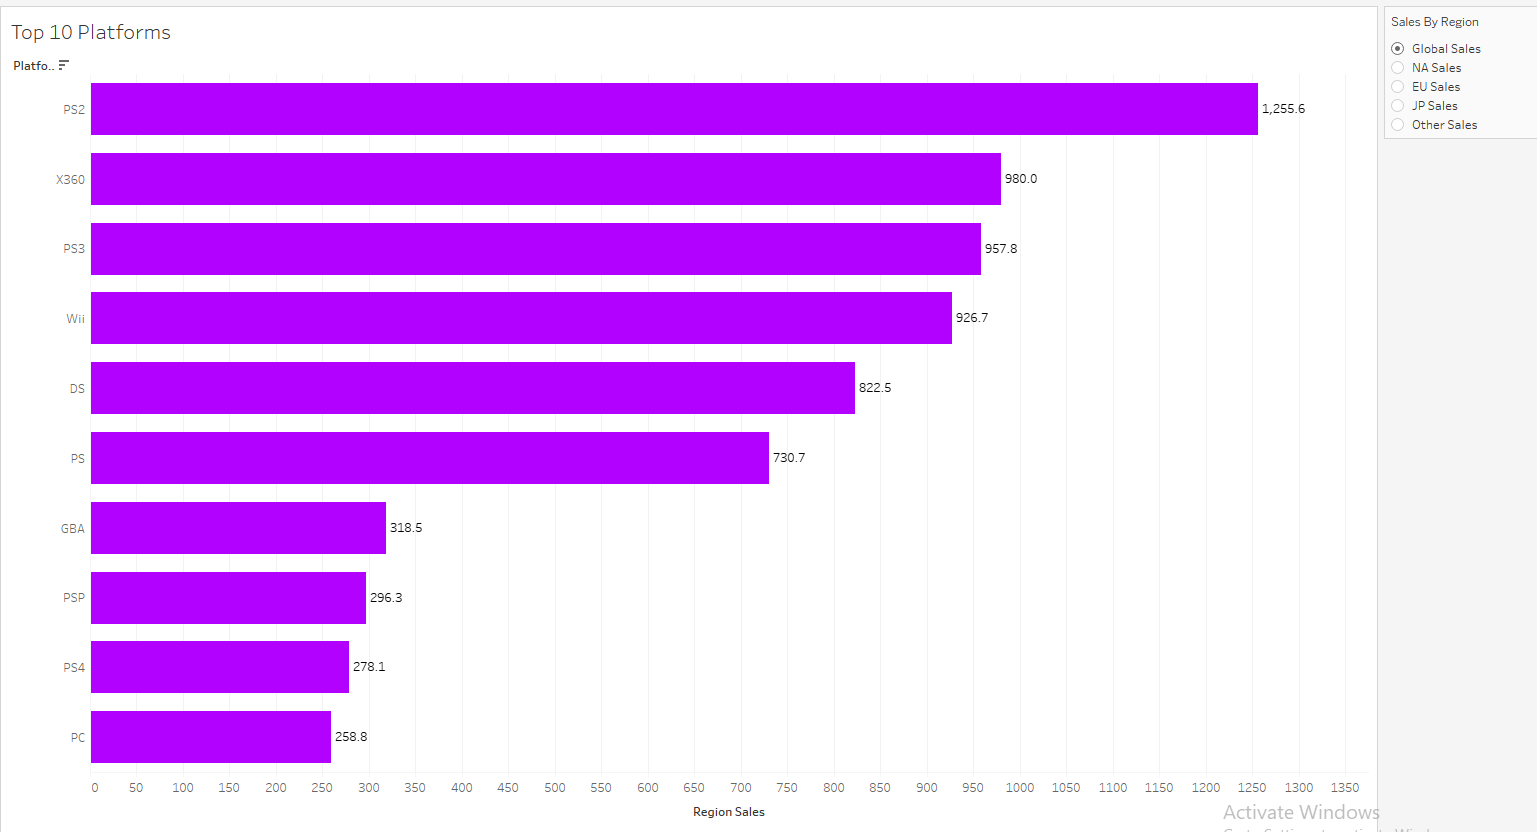 Top 10 Platforms
Platfo..
PS2 1,255.6
X360 980.0
PS3 957.8
Wii 926.7
DS 822.5
PS 730.7
GBA 318.5
PSP 296.3
PS4 278.1
PC 258.8
0 50 100 150 200 250 300 350 400 450 500 550 600 650 700 750 800 850 900 950 1000 1050 1100 1150 1200 1250 1300 1350
Region Sales
Sales By Region
Global Sales
NA Sales
EU Sales
JP Sales
Other Sales
Activate Windows